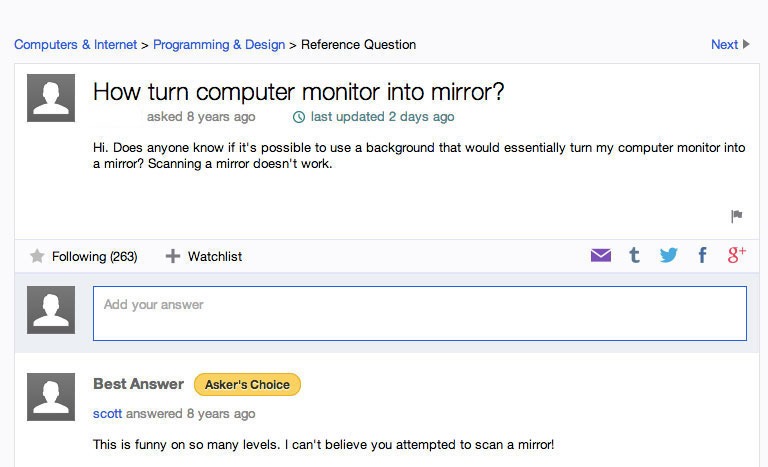 Computers & Internet > Programming & Design > Reference Question Next
How turn computer monitor into mirror?
asked 8 years ago last updated 2 days ago
Hi. Does anyone know if it's possible to use a background that would essentially turn my computer monitor into
a mirror? Scanning a mirror doesn't work.
Following (263) Watchlist t f g+
Add your answer
Best Answer Asker's Choice
scott answered 8 years ago
This is funny on so many levels. I can't believe you attempted to scan a mirror!